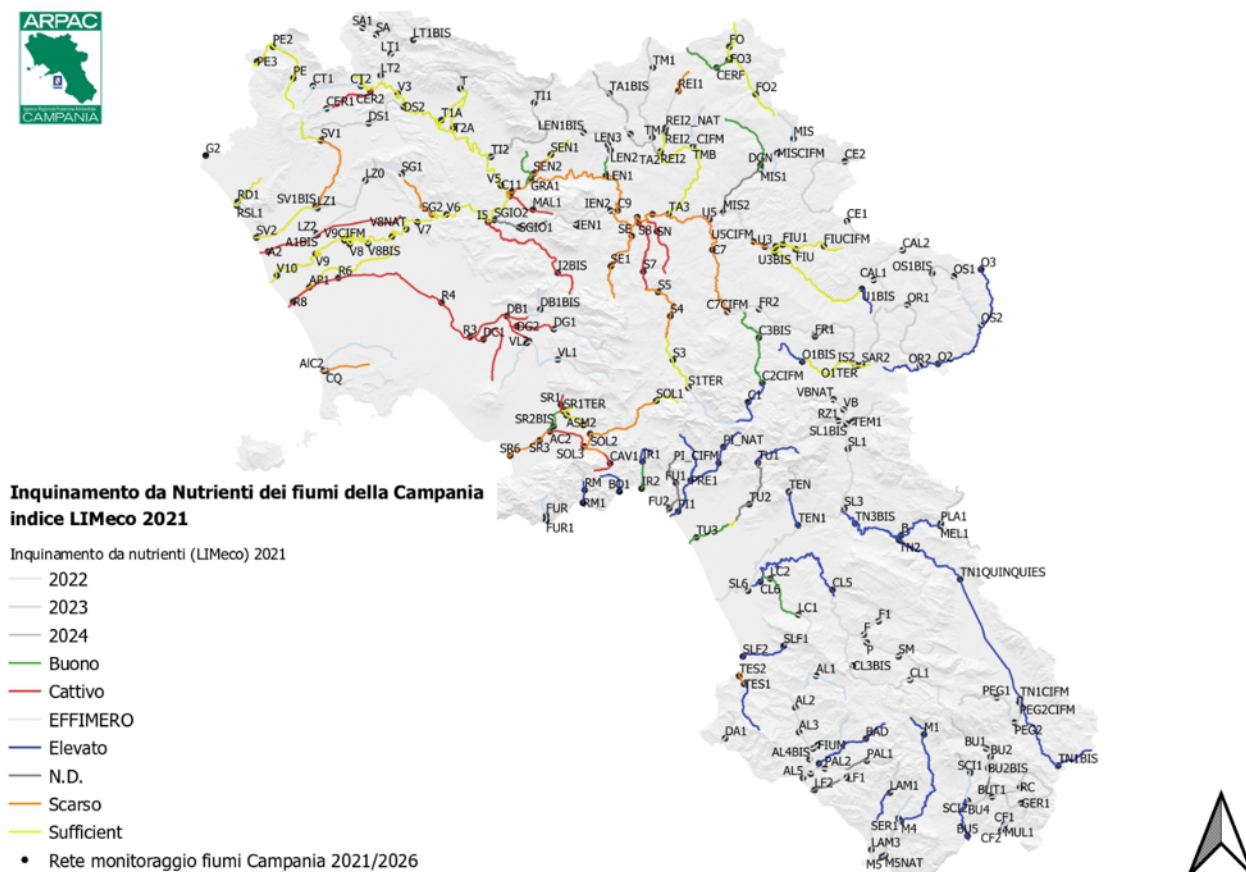 ARPAC
CAMPANIA
PE2
PE3
PE
SA1
SA
LT1BIS
LT1
LT2
CT1
CT2
CER2
CER1
DS1
V3
DS2
T
T1A
T2A
TI1
TI2
LEN1BIS
LEN3
LEN2
LEN1
TA1BIS
TM1
REI1
CERF
FO
FO3
FO2
REI2_NAT
REI2_CIFM
TA2
REI2
TMB
MIS
MISCIFM
DGN
MIS1
CE2
CE1
MIS2
G2
SV1
SG1
LZ0
RD1
RSL1
SV1BIS
LZ1
SV2
LZ2
V9CIFM
A1BIS
A2
V8NAT
SG2
V6
V7
V8
V8BIS
V9
V10
AP1
R6
R8
V5
C11
SEN1
SEN2
GRA1
MAL1
I5
SGIO2
SGIO1
IEN2
IEN1
C9
SE
S8
SN
TA3
U5
U5CIFM
C7
U3
FIU1
FIUCIFM
FIU
U3BIS
SE1
S7
S5
S4
I2BIS
C7CIFM
FR2
CAL2
CAL1
OS1BIS
OS1
O3
U1BIS
OR1
OS2
R4
R3
DC1
DB1
DB1BIS
DG2
DG1
VL2
VL1
C3BIS
FR1
O1BIS
IS2
SAR2
O1TER
OR2
O2
S3
S1TER
C2CIFM
C1
AIC2
CQ
SR1
SR1TER
SR2BIS
ASM2
SOL1
AC2
SOL2
SR3
SR6
SOL3
CAV1
VBNAT
VB
RZ1
TEM1
SL1BIS
SL1
IR1
IR2
PI_CIFM
PI_NAT
FU1
PRE1
FU2
PI1
TU1
TU2
TU3
TEN
TEN1
RM
RM1
BO1
FUR
FUR1
SL3
TN3BIS
B
TN2
PLA1
MEL1
TN1QUINQUIES
LC2
CL6
SL6
CL5
LC1
F1
F
P
SM
CL3BIS
CL1
SLF1
SLF2
TES2
TES1
AL1
AL2
AL3
DA1
AL4BIS
FIUM
BAD
PAL2
PAL1
AL5
LF2
LF1
M1
PEG1
TN1CIFM
PEG2CIFM
PEG2
TN1BIS
BU1
BU2
BU2BIS
SCI1
RC
BUT1
GER1
SCI2
BU4
CF1
BU5
CF2
MUL1
LAM1
SER1
M4
LAM3
M5
M5NAT
Inquinamento da Nutrienti dei fiumi della Campania
indice LIMeco 2021
Inquinamento da nutrienti (LIMeco) 2021
2022
2023
2024
Buono
Cattivo
EFFIMERO
Elevato
N.D.
Scarso
Sufficient
Rete monitoraggio fiumi Campania 2021/2026